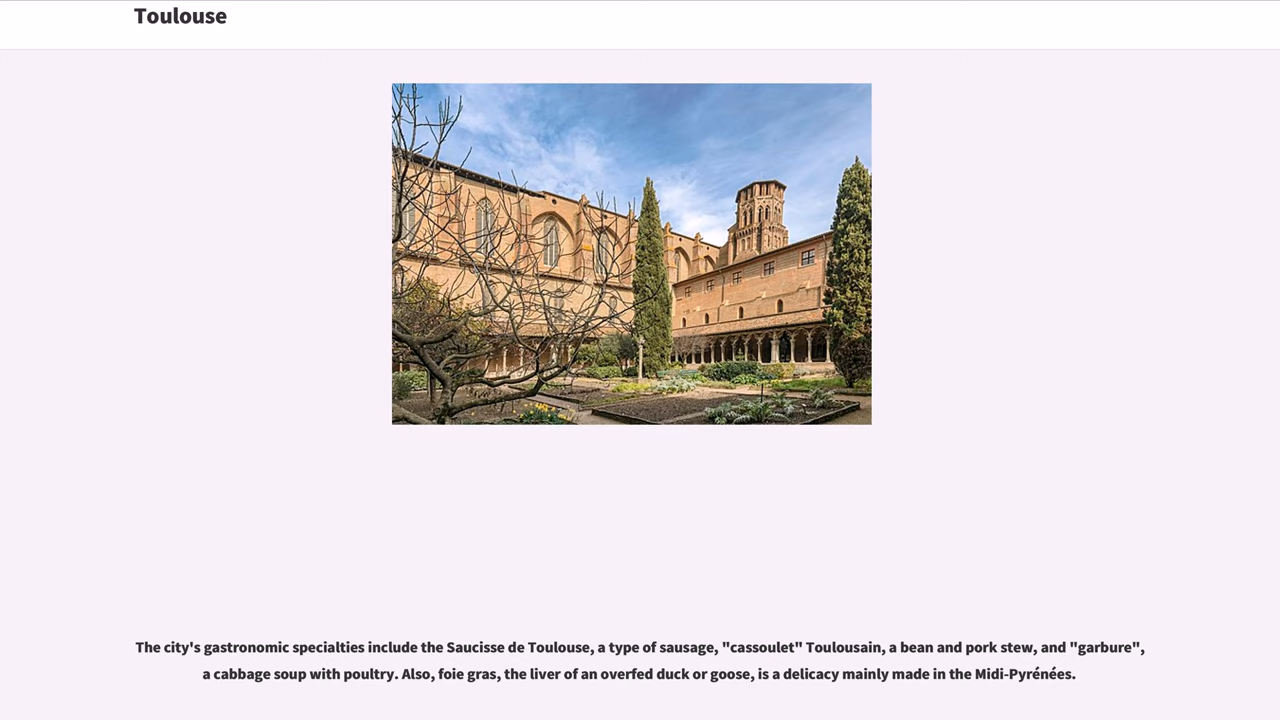 Toulouse
The city's gastronomic specialties include the Saucisse de Toulouse, a type of sausage, "cassoulet" Toulousain, a bean and pork stew, and "garbure",
a cabbage soup with poultry. Also, foie gras, the liver of an overfed duck or goose, is a delicacy mainly made in the Midi-Pyrénées.